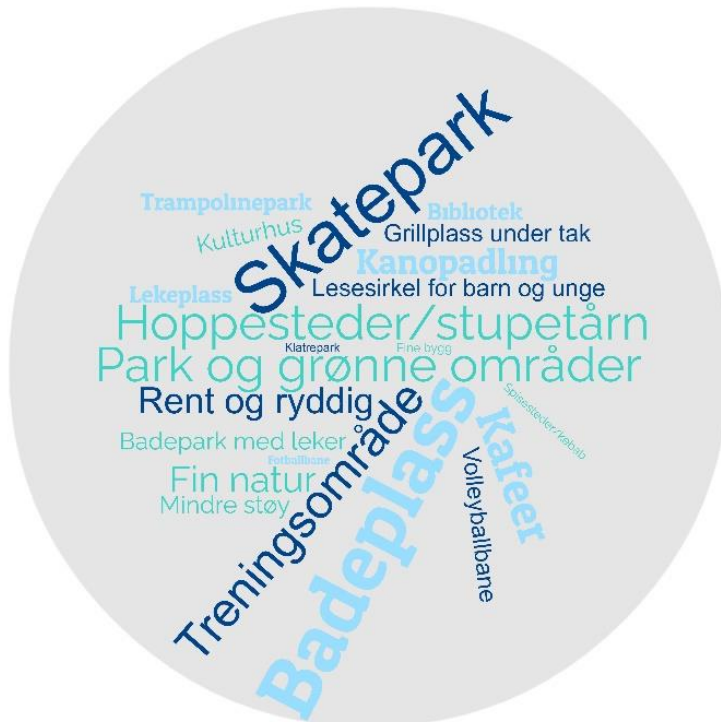 Skatepark
Trampolinepark
Bibliotek
Kulturhus
Grillplass under tak
Kanopadling
Lekeplass
Lesesirkel for barn og unge
Hoppesteder/stupetårn
Klatrepark
Fine bygg
Park og grønne områder
Rent og ryddig
Spisesteder/kebab
Badepark med leker
Kafeer
Fotballbane
Fin natur
Mindre støy
Volleyballbane
Treningsområde
Badeplass